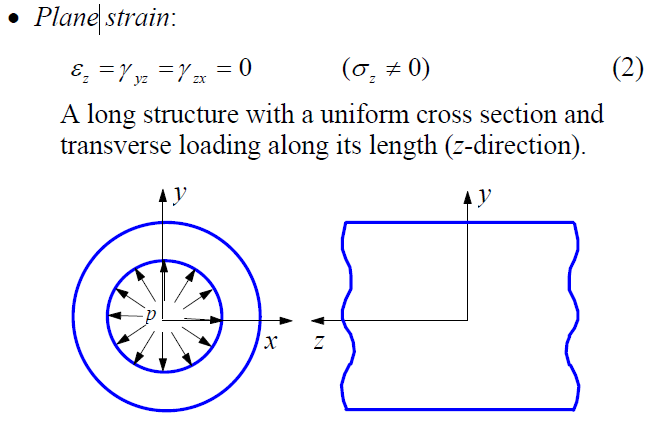 • Plane strain:
ε_z = γ_yz = γ_zx = 0 (σ_z ≠ 0) (2)
A long structure with a uniform cross section and
transverse loading along its length (z-direction).
y
y
p
x
z